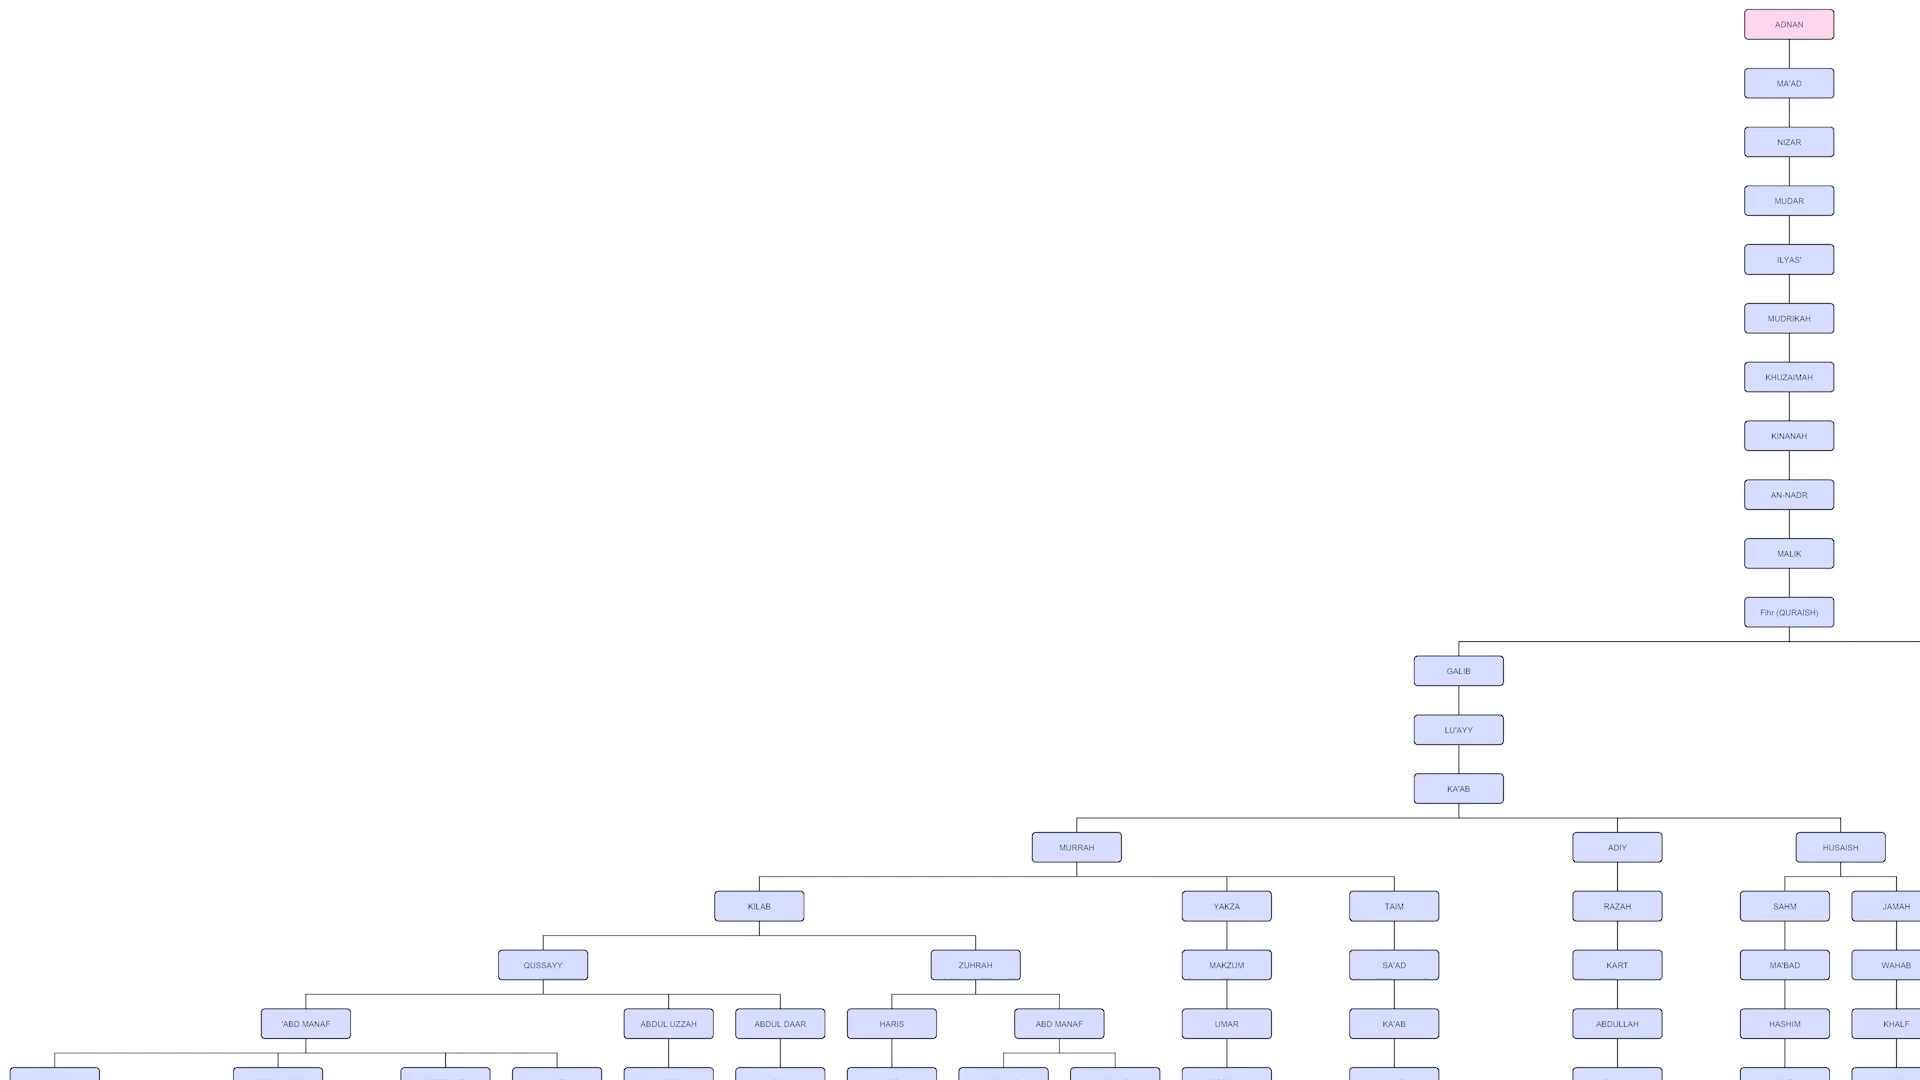 ADNAN
MA'AD
NIZAR
MUDAR
ILYAS'
MUDRIKAH
KHUZAIMAH
KINANAH
AN-NADR
MALIK
Fihr (QURAISH)
GALIB
LU'AYY
KA'AB
MURRAH
ADIY
HUSAISH
KILAB
YAKZA
TAIM
RAZAH
SAHM
JAMAH
QUSSAYY
ZUHRAH
MAKZUM
SA'AD
KART
MA'BAD
WAHAB
'ABD MANAF
ABDUL UZZAH
ABDUL DAAR
HARIS
ABD MANAF
UMAR
KA'AB
ABDULLAH
HASHIM
KHALF